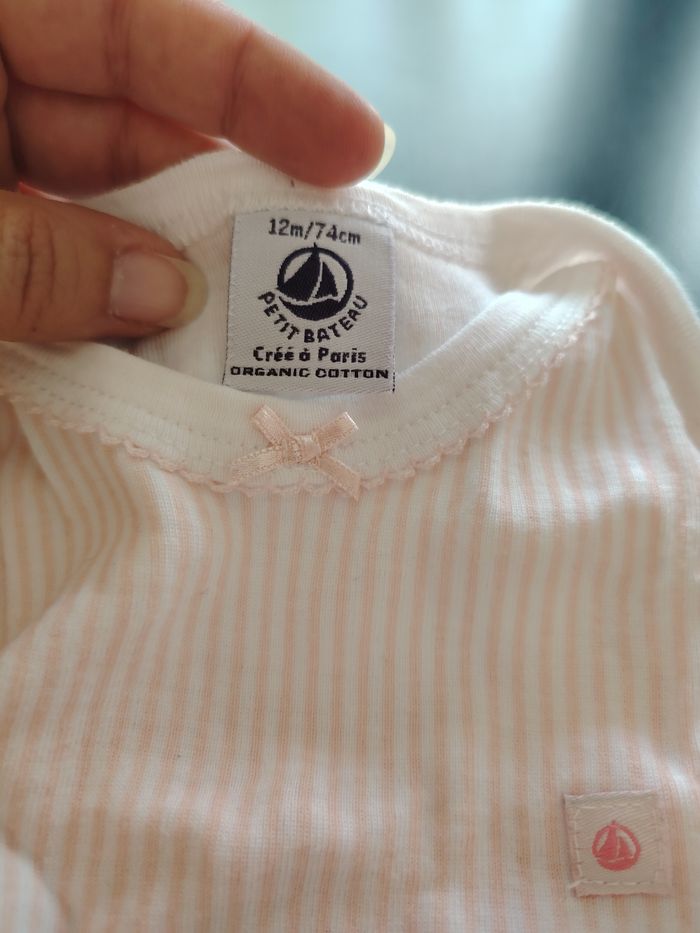 12m/74cm
PETIT BATEAU
Créé à Paris
ORGANIC COTTON